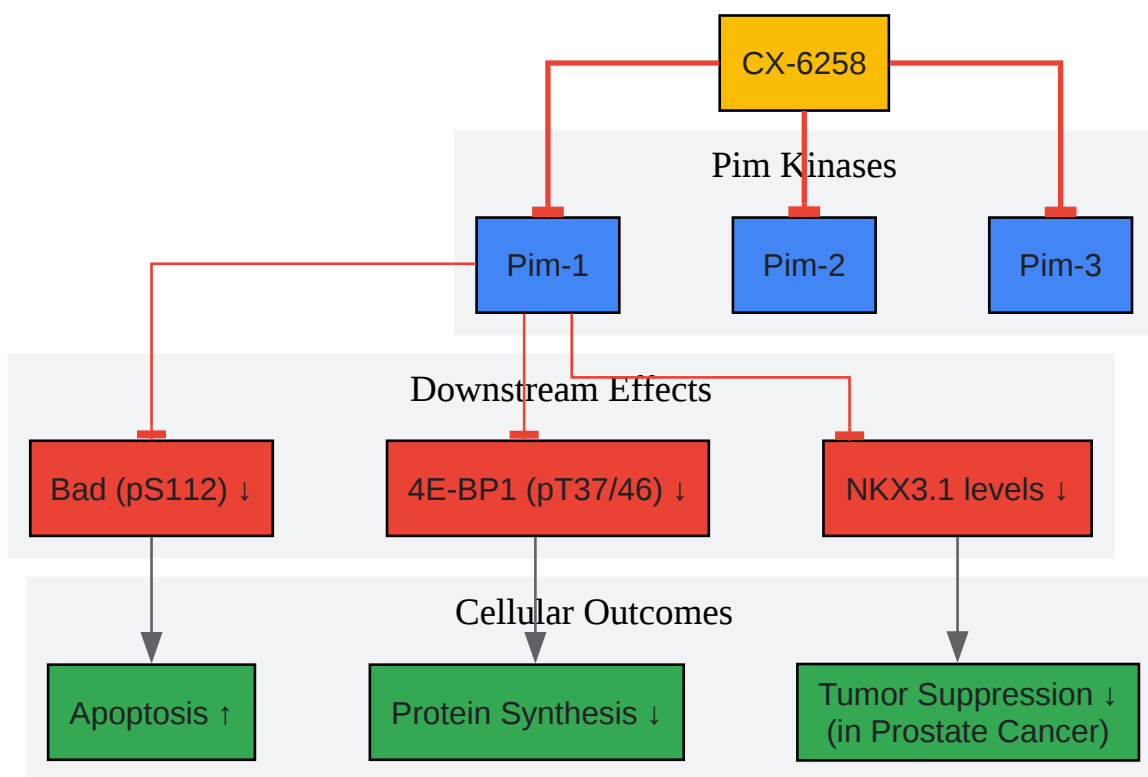 CX-6258
Pim Kinases
Pim-1
Pim-2
Pim-3
Downstream Effects
Bad (pS112) ↓
4E-BP1 (pT37/46) ↓
NKX3.1 levels ↓
Cellular Outcomes
Apoptosis ↑
Protein Synthesis ↓
Tumor Suppression ↓
(in Prostate Cancer)